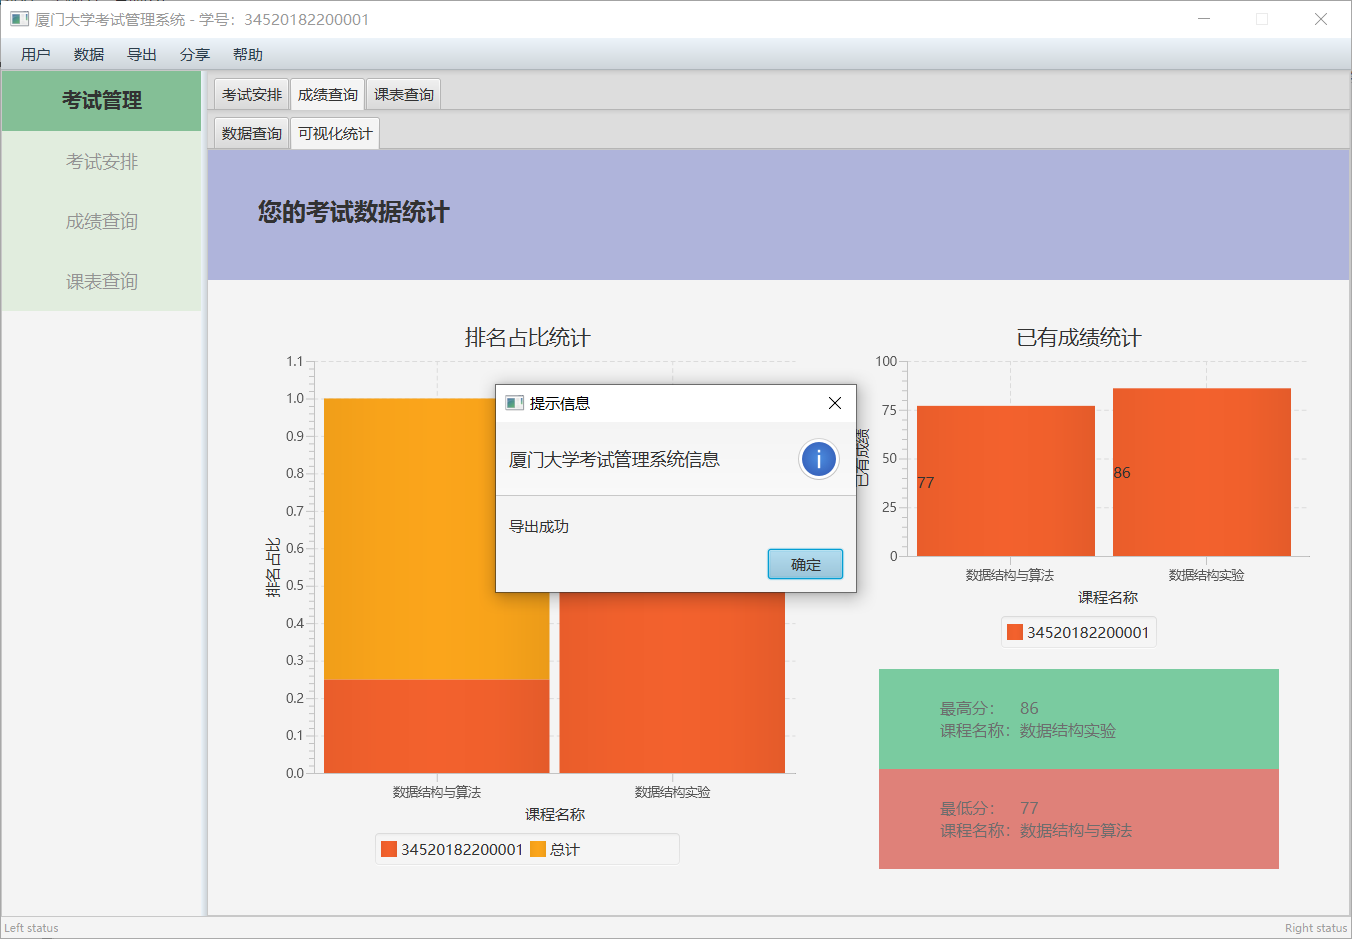 厦门大学考试管理系统 - 学号：34520182200001
用户 数据 导出 分享 帮助
考试管理
考试安排
成绩查询
课表查询
考试安排 成绩查询 课表查询
数据查询 可视化统计
您的考试数据统计
排名占比统计
1.1
1.0
0.9
0.8
0.7
0.6
0.5
0.4
0.3
0.2
0.1
0.0
排名占比
数据结构与算法 数据结构实验
课程名称
34520182200001 总计
提示信息
厦门大学考试管理系统信息
i
导出成功
确定
已有成绩统计
100
75
50
25
0
已有成绩
77
86
数据结构与算法 数据结构实验
课程名称
34520182200001
最高分： 86
课程名称：数据结构实验
最低分： 77
课程名称：数据结构与算法
Left status
Right status